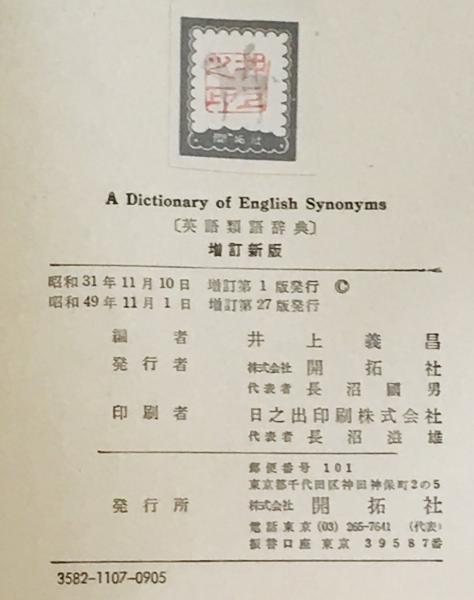 A Dictionary of English Synonyms
〔英語類語辞典〕
増訂新版
昭和31年11月10日 増訂第1版発行 ©
昭和49年11月1日 増訂第27版発行
編者 井上義昌
発行者 株式会社 開拓社
代表者 長沼國男
印刷者 日之出印刷株式会社
代表者 長沼滋雄
郵便番号 101
東京都千代田区神田神保町2の5
発行所 株式会社 開拓社
電話東京 (03) 265-7641 (代表)
振替口座東京 39587番
3582-1107-0905